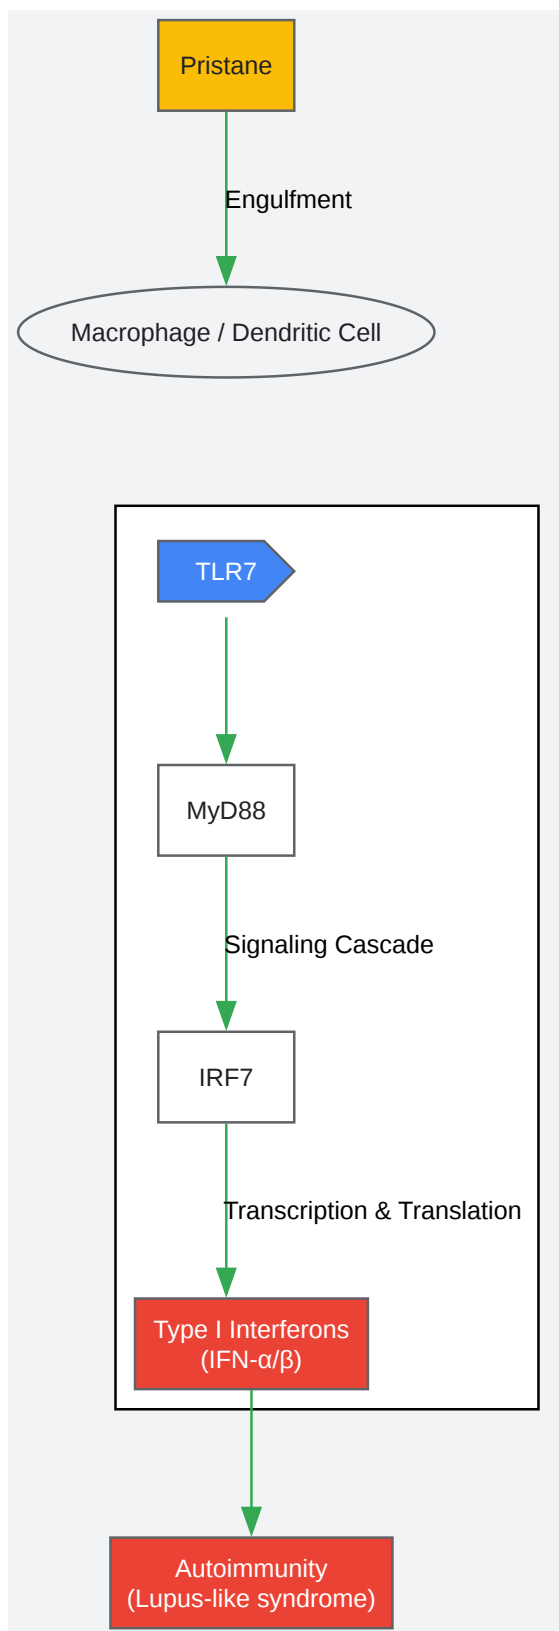 Pristane
Engulfment
Macrophage / Dendritic Cell
TLR7
MyD88
Signaling Cascade
IRF7
Transcription & Translation
Type I Interferons
(IFN-α/β)
Autoimmunity
(Lupus-like syndrome)